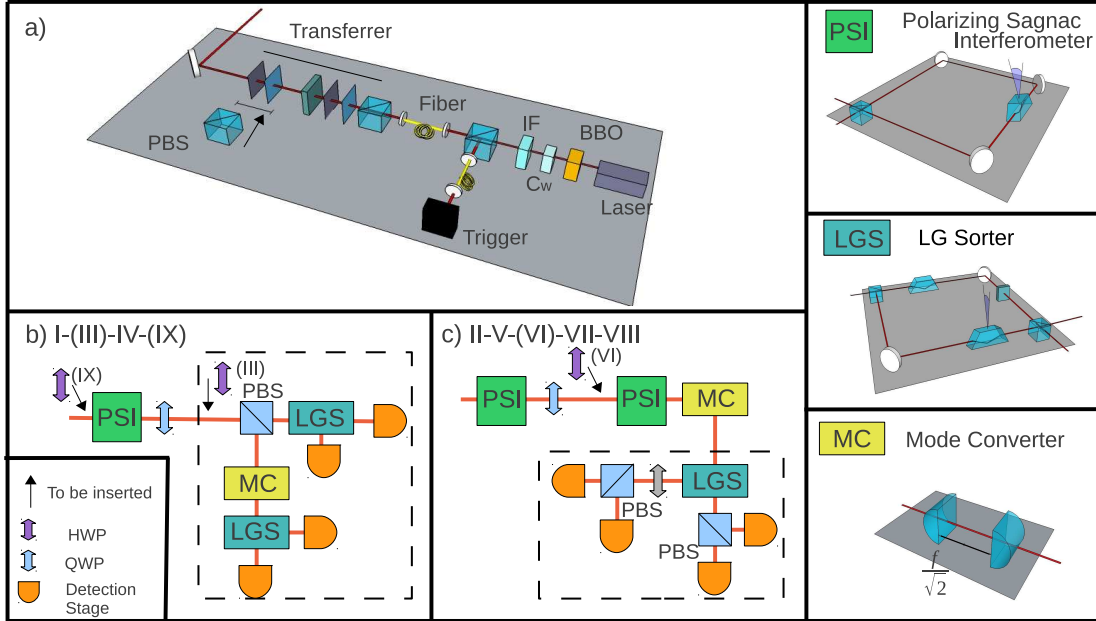 a)
Transferrer
Fiber
IF
BBO
PBS
Cw
Laser
Trigger
PSI
Polarizing Sagnac
Interferometer
LGS
LG Sorter
MC
Mode Converter
f
√2
b) I-(III)-IV-(IX)
(IX)
(III)
PBS
PSI
LGS
MC
LGS
To be inserted
HWP
QWP
Detection
Stage
c) II-V-(VI)-VII-VIII
(VI)
PSI
PSI
MC
LGS
PBS
PBS